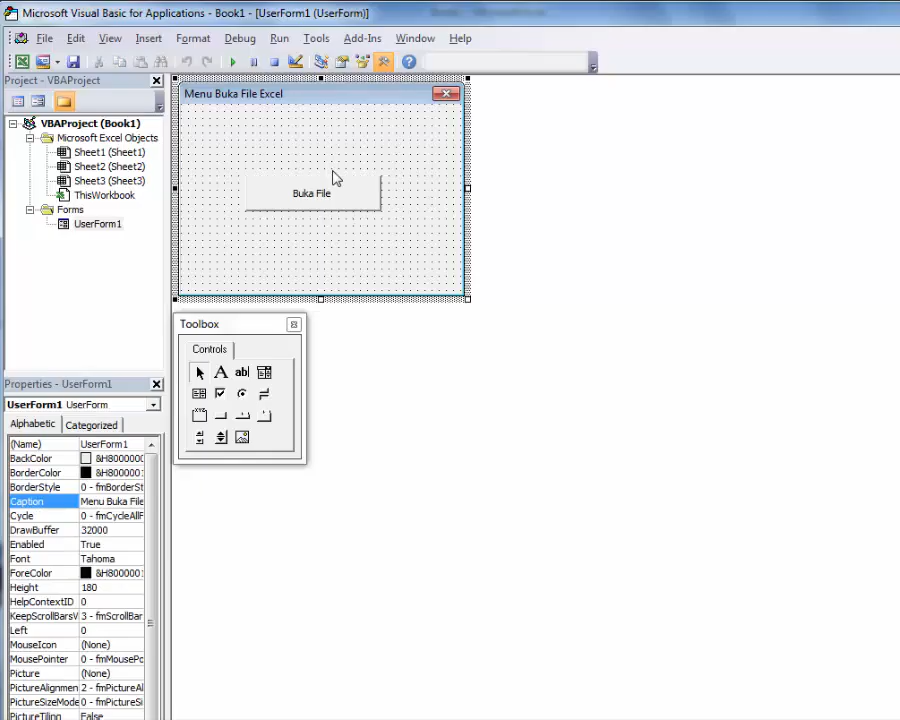 Microsoft Visual Basic for Applications - Book1 - [UserForm1 (UserForm)]
File Edit View Insert Format Debug Run Tools Add-Ins Window Help
Project - VBAProject
VBAProject (Book1)
Microsoft Excel Objects
Sheet1 (Sheet1)
Sheet2 (Sheet2)
Sheet3 (Sheet3)
ThisWorkbook
Forms
UserForm1
Menu Buka File Excel
Buka File
Toolbox
Controls
A ab|
XYZ
Properties - UserForm1
UserForm1 UserForm
Alphabetic Categorized
(Name) UserForm1
BackColor &H8000000
BorderColor &H8000001
BorderStyle 0 - fmBorderSt
Caption Menu Buka File
Cycle 0 - fmCycleAllF
DrawBuffer 32000
Enabled True
Font Tahoma
ForeColor &H8000001
Height 180
HelpContextID 0
KeepScrollBarsV 3 - fmScrollBar
Left 0
MouseIcon (None)
MousePointer 0 - fmMousePo
Picture (None)
PictureAlignmen 2 - fmPictureAl
PictureSizeMode 0 - fmPictureSi
PictureTiling False